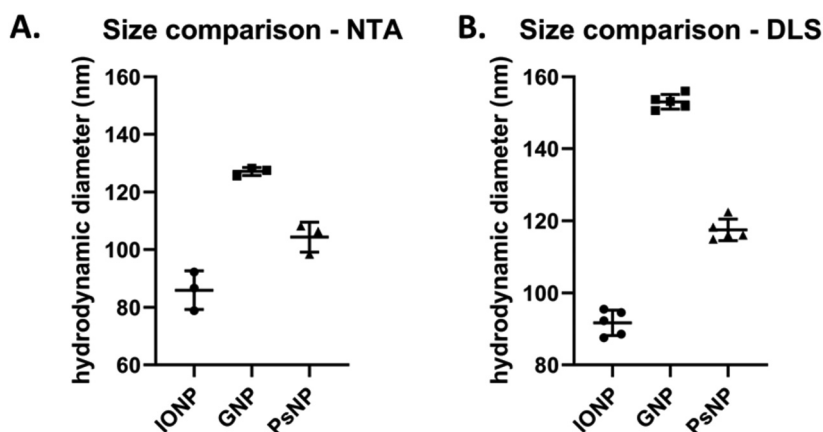 A.
Size comparison - NTA
hydrodynamic diameter (nm)
160
140
120
100
80
60
IONP
GNP
PsNP
B.
Size comparison - DLS
hydrodynamic diameter (nm)
160
140
120
100
80
IONP
GNP
PsNP